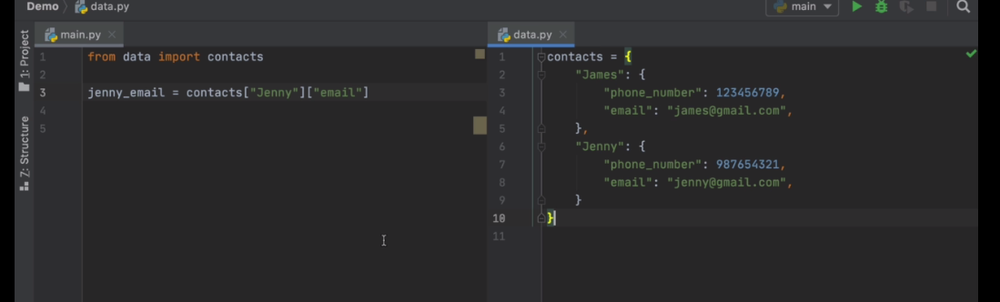 Demo data.py main
main.py
1: Project
Z: Structure
1 from data import contacts
2
3 jenny_email = contacts["Jenny"]["email"]
4
5
data.py
1 contacts = {
2 "James": {
3 "phone_number": 123456789,
4 "email": "james@gmail.com",
5 },
6 "Jenny": {
7 "phone_number": 987654321,
8 "email": "jenny@gmail.com",
9 }
10 }
11